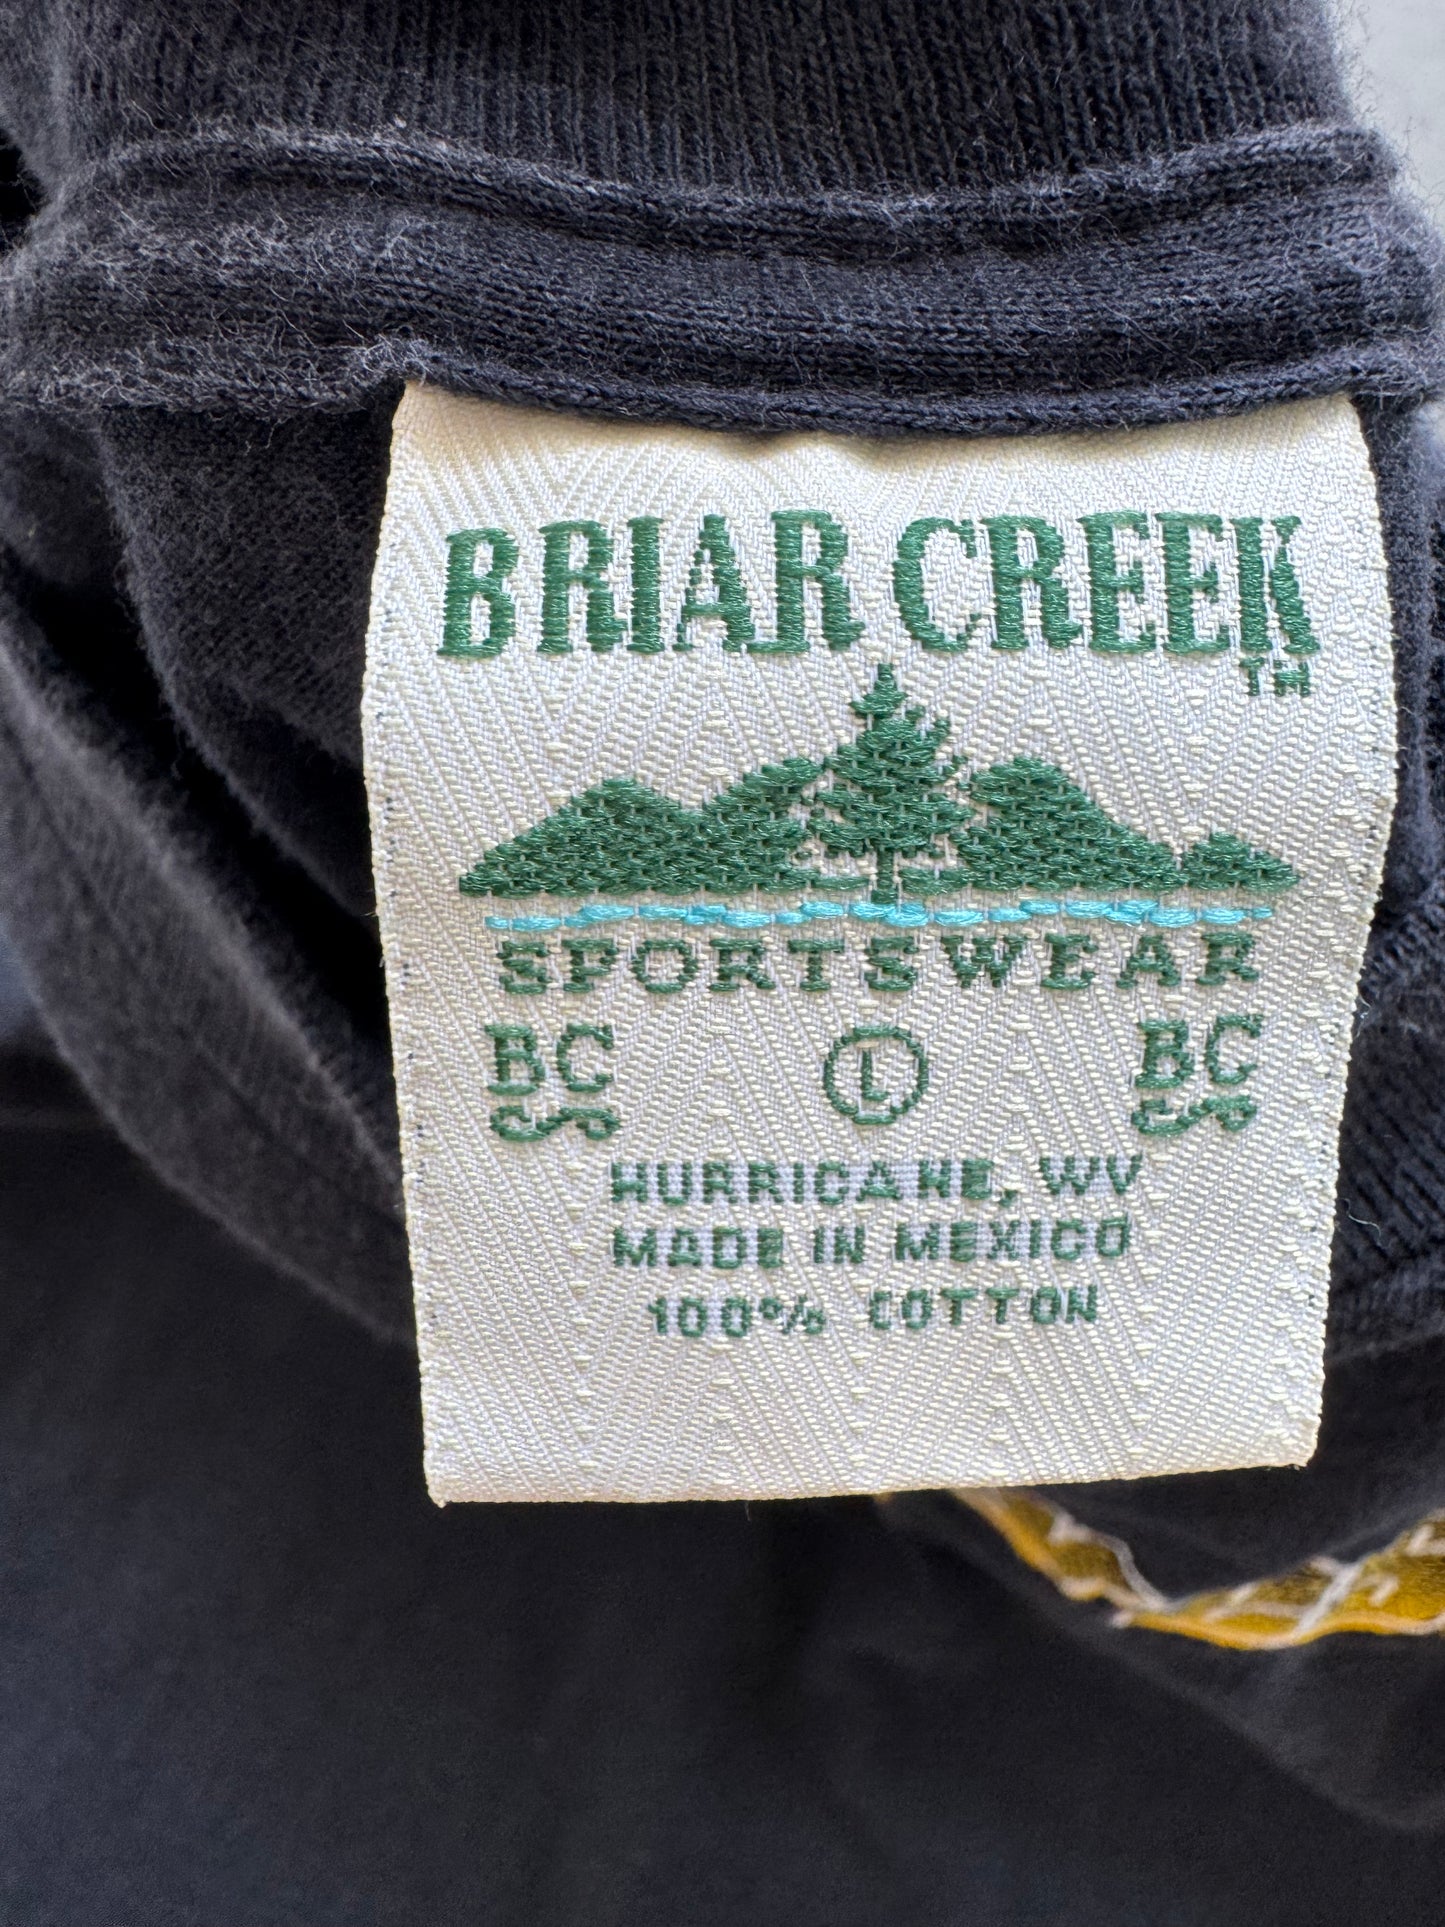 BRIAR CREEK
TM
SPORTSWEAR
BC L BC
HURRICANE, WV
MADE IN MEXICO
100% COTTON